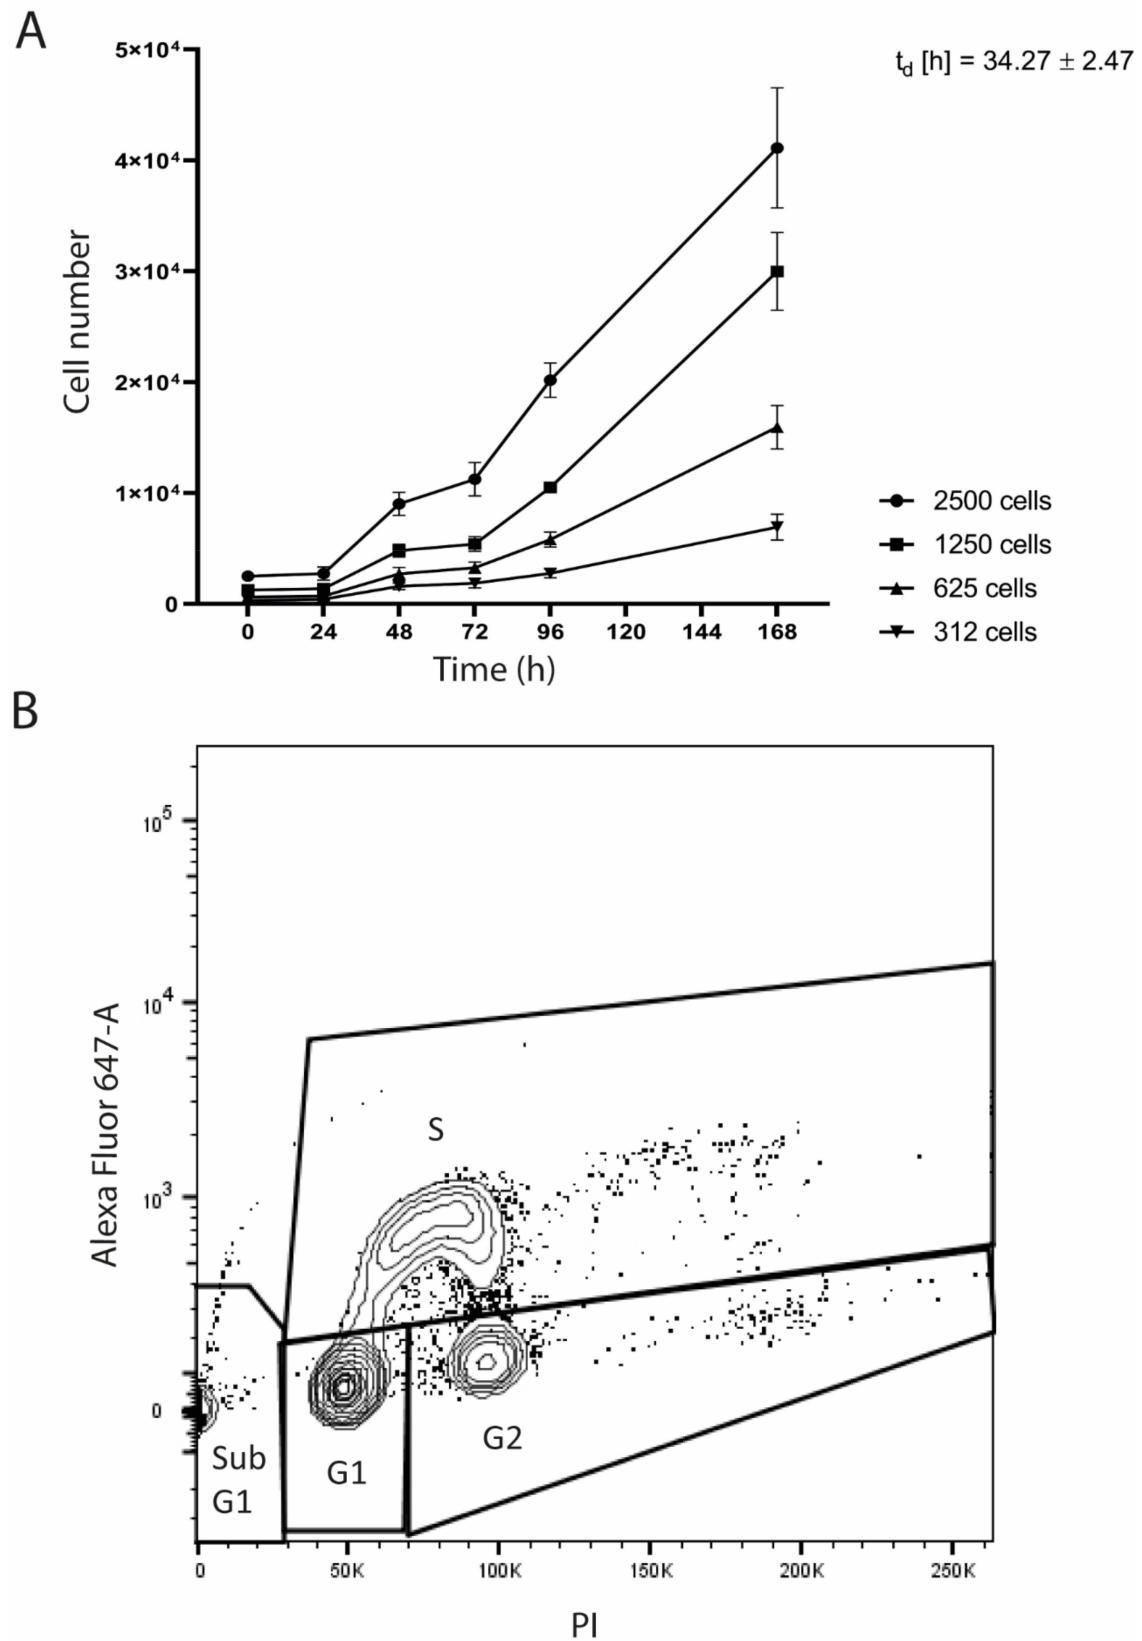 A
t_d [h] = 34.27 ± 2.47
5×10⁴
4×10⁴
3×10⁴
2×10⁴
1×10⁴
0
Cell number
0 24 48 72 96 120 144 168
Time (h)
2500 cells
1250 cells
625 cells
312 cells
B
10⁵
10⁴
10³
0
Alexa Fluor 647-A
S
Sub
G1
G1
G2
0 50K 100K 150K 200K 250K
PI